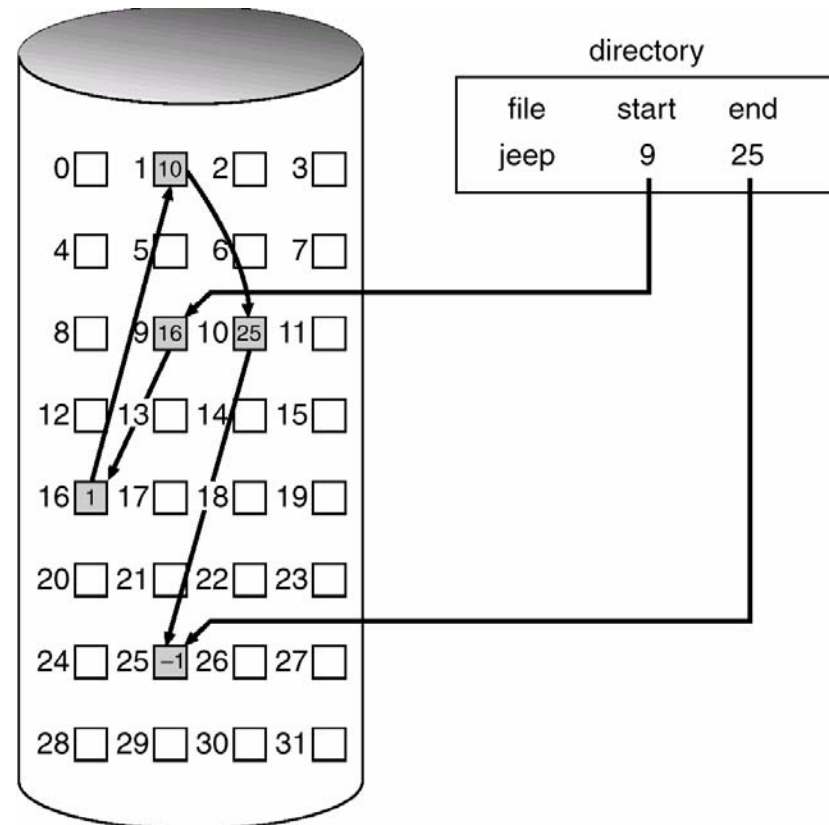 directory
file start end
jeep 9 25
0 1 10 2 3
4 5 6 7
8 9 16 10 25 11
12 13 14 15
16 1 17 18 19
20 21 22 23
24 25 –1 26 27
28 29 30 31